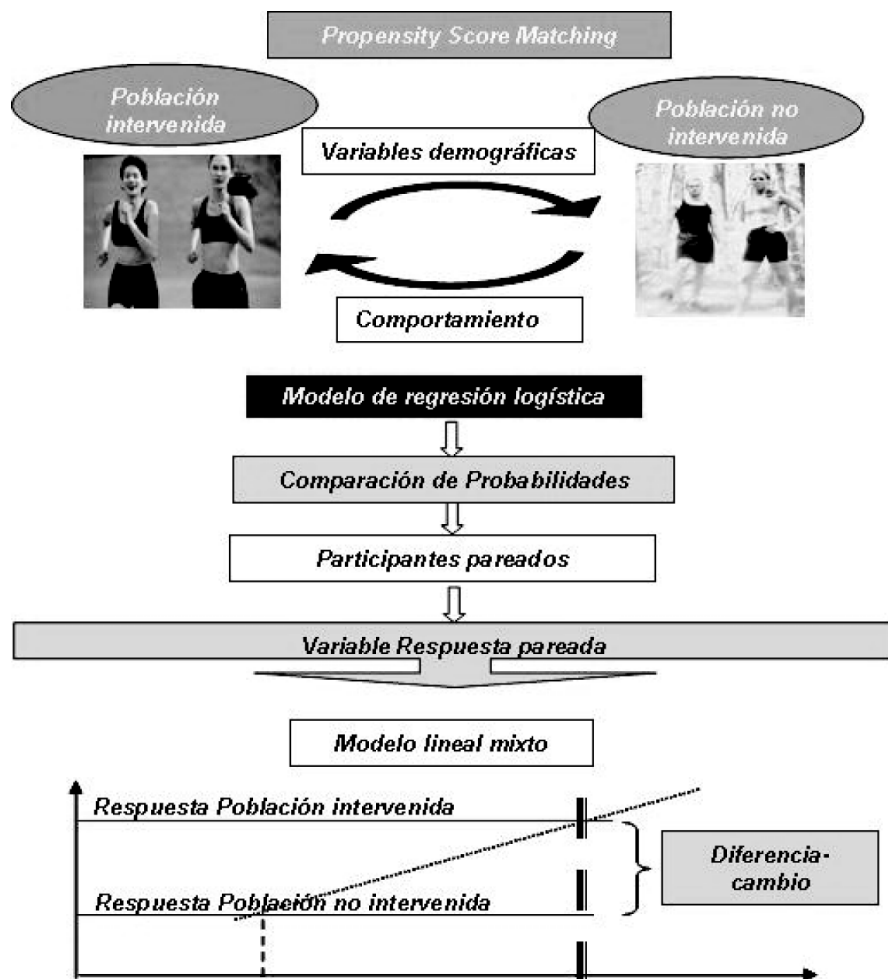 Propensity Score Matching
Población
intervenida
Población no
intervenida
Variables demográficas
Comportamiento
Modelo de regresión logística
Comparación de Probabilidades
Participantes pareados
Variable Respuesta pareada
Modelo lineal mixto
Respuesta Población intervenida
Diferencia-
cambio
Respuesta Población no intervenida